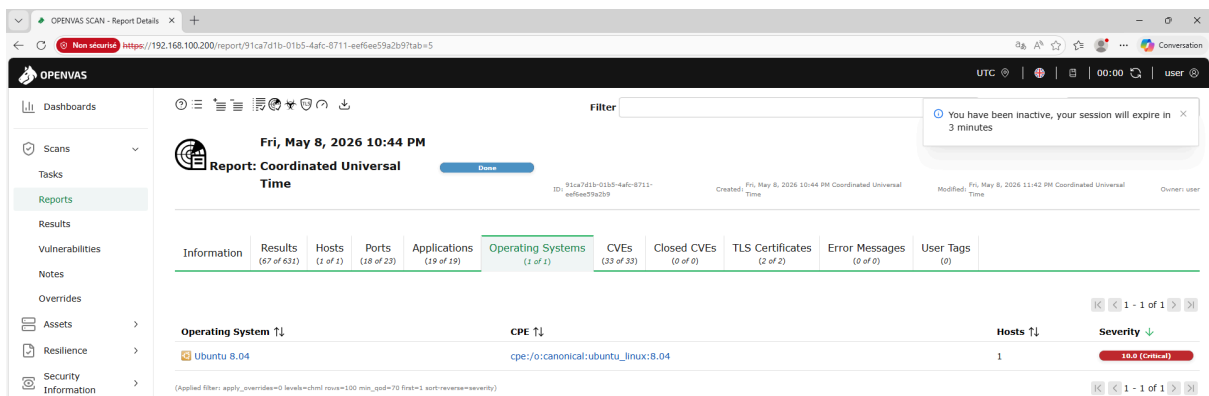 OPENVAS SCAN - Report Details
Non sécurisé https://192.168.100.200/report/91ca7d1b-01b5-4afc-8711-eef6ee59a2b9?tab=5
Conversation
OPENVAS
UTC
00:00
user
Dashboards
Filter
You have been inactive, your session will expire in
3 minutes
Scans
Tasks
Reports
Results
Vulnerabilities
Notes
Overrides
Assets
Resilience
Security
Information
Report: Fri, May 8, 2026 10:44 PM
Coordinated Universal
Time
Done
ID: 91ca7d1b-01b5-4afc-8711-
eef6ee59a2b9
Created: Fri, May 8, 2026 10:44 PM Coordinated Universal
Time
Modified: Fri, May 8, 2026 11:42 PM Coordinated Universal
Time
Owner: user
Information
Results
(67 of 631)
Hosts
(1 of 1)
Ports
(18 of 23)
Applications
(19 of 19)
Operating Systems
(1 of 1)
CVEs
(33 of 33)
Closed CVEs
(0 of 0)
TLS Certificates
(2 of 2)
Error Messages
(0 of 0)
User Tags
(0)
1 - 1 of 1
Operating System CPE Hosts Severity
Ubuntu 8.04 cpe:/o:canonical:ubuntu_linux:8.04 1 10.0 (Critical)
(Applied filter: apply_overrides=0 levels=chml rows=100 min_qod=70 first=1 sort-reverse=severity)
1 - 1 of 1